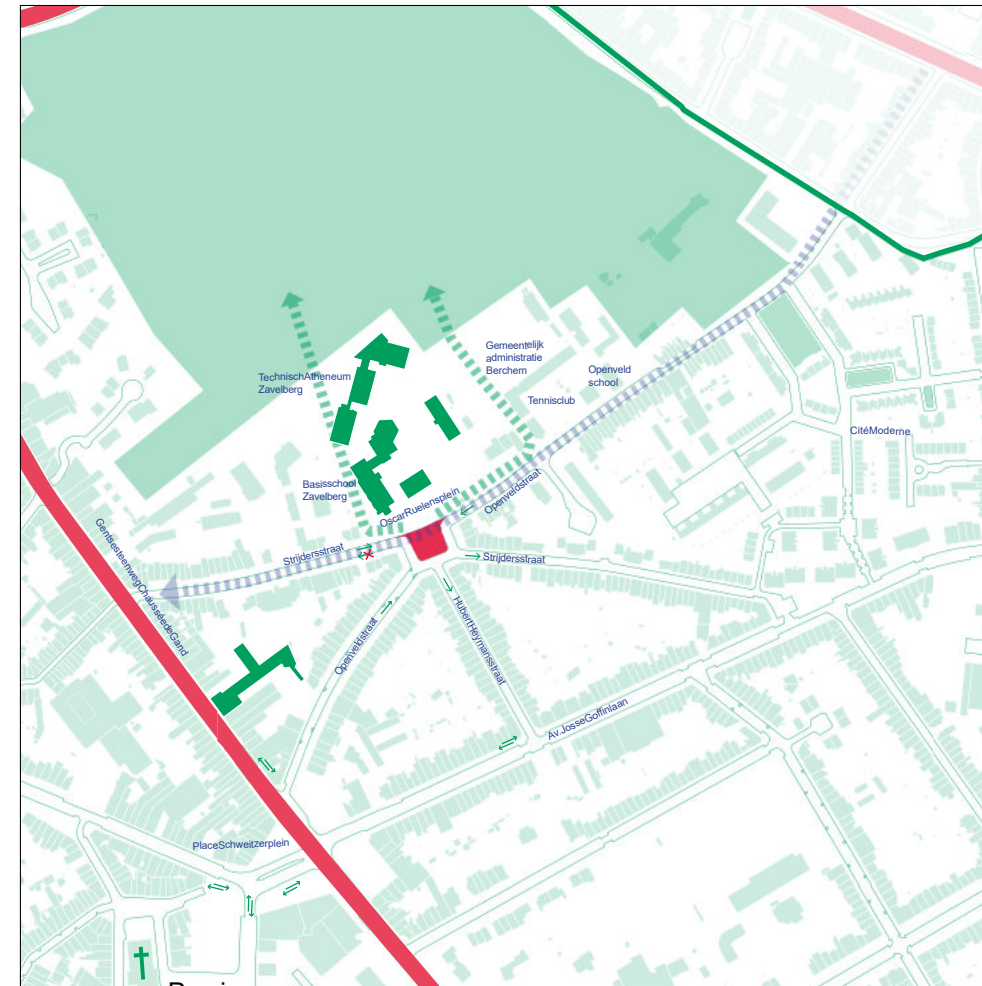 Gemeentelijk
administratie
Berchem
Openveld
school
TechnischAtheneum
Zavelberg
Tennisclub
CitéModerne
Basisschool
Zavelberg
OscarRuelensplein
Openveldstraat
Strijdersstraat
Strijdersstraat
GentsesteenwegChausséedeGand
Openveldstraat
HubertHeymansstraat
Av.JosseGoffinlaan
PlaceSchweitzerplein